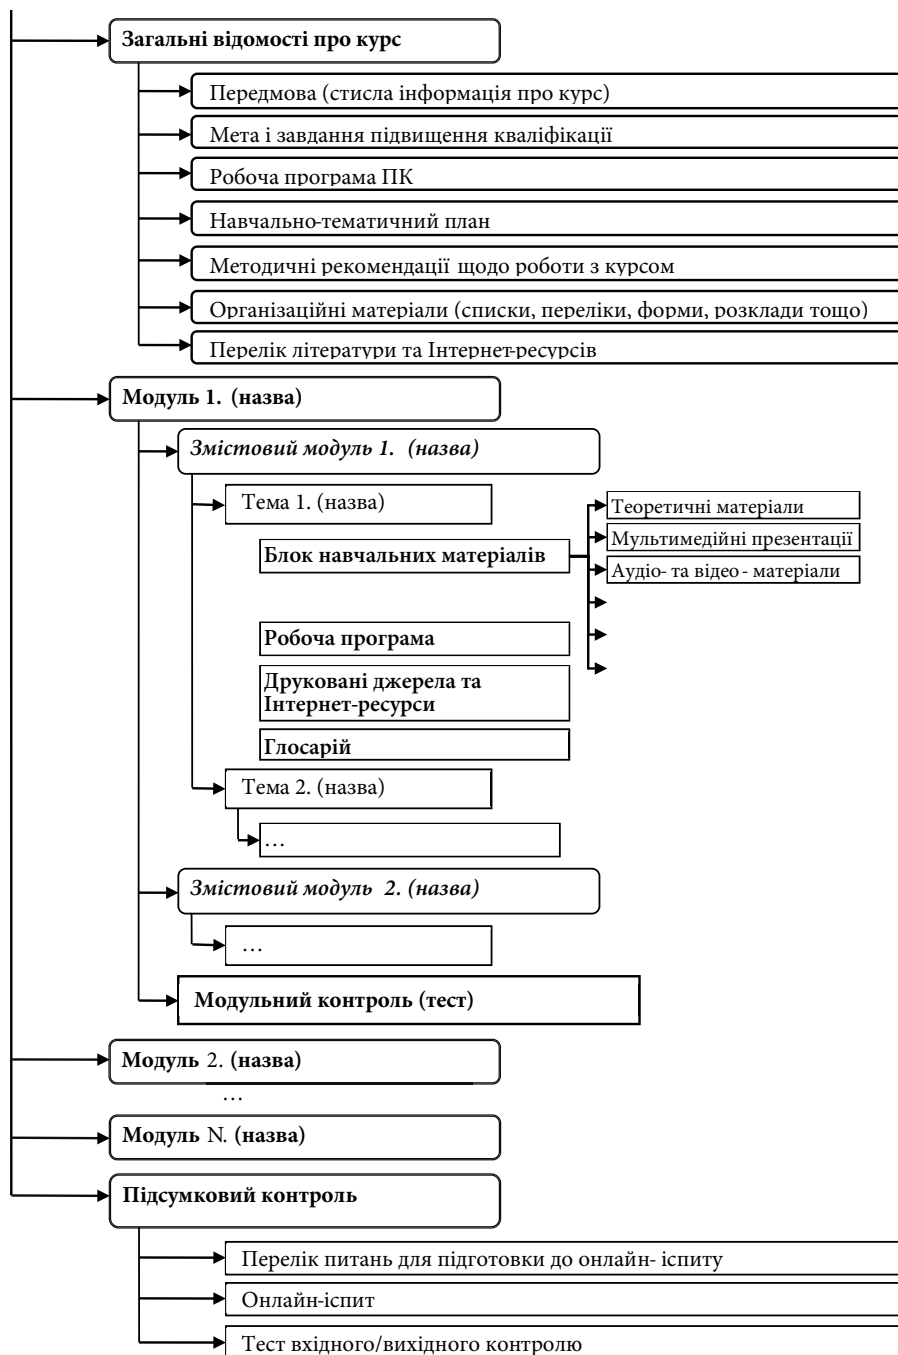 Загальні відомості про курс
Передмова (стисла інформація про курс)
Мета і завдання підвищення кваліфікації
Робоча програма ПК
Навчально-тематичний план
Методичні рекомендації щодо роботи з курсом
Організаційні матеріали (списки, переліки, форми, розклади тощо)
Перелік літератури та Інтернет-ресурсів
Модуль 1. (назва)
Змістовий модуль 1. (назва)
Тема 1. (назва)
Блок навчальних матеріалів
Теоретичні матеріали
Мультимедійні презентації
Аудіо- та відео - матеріали
Робоча програма
Друковані джерела та
Інтернет-ресурси
Глосарій
Тема 2. (назва)
…
Змістовий модуль 2. (назва)
…
Модульний контроль (тест)
Модуль 2. (назва)
…
Модуль N. (назва)
Підсумковий контроль
Перелік питань для підготовки до онлайн- іспиту
Онлайн-іспит
Тест вхідного/вихідного контролю